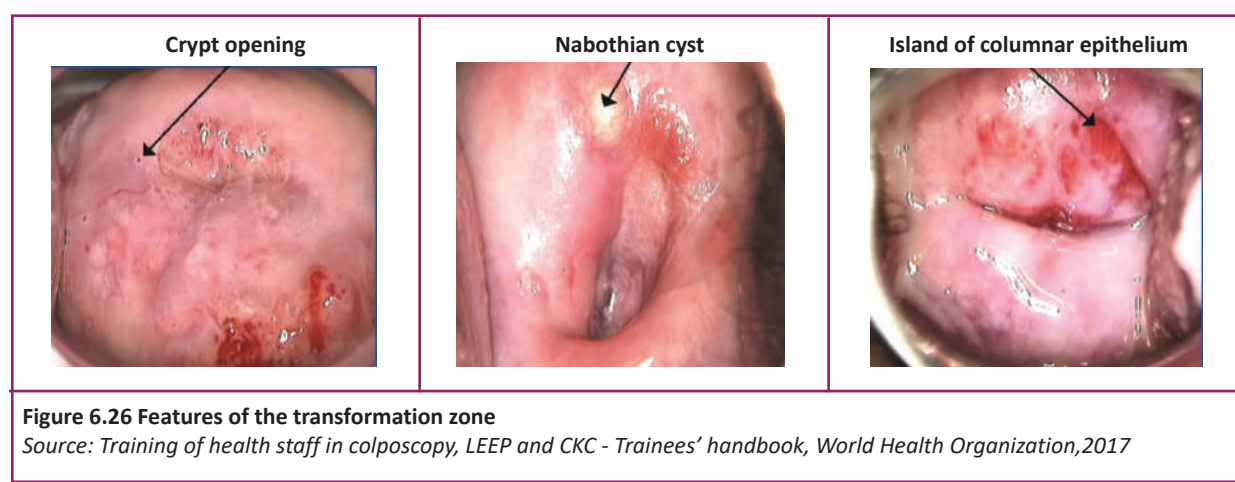 Crypt opening
Nabothian cyst
Island of columnar epithelium
Figure 6.26 Features of the transformation zone
Source: Training of health staff in colposcopy, LEEP and CKC - Trainees’ handbook, World Health Organization,2017